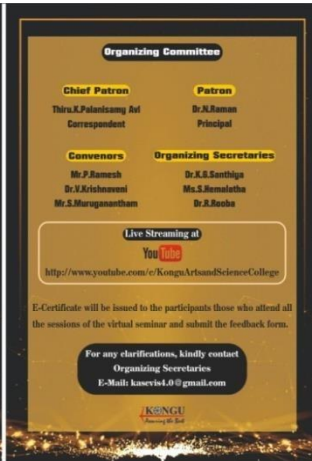 Organizing Committee
Chief Patron
Thiru.K.Palanisamy Avl
Correspondent
Patron
Dr.N.Raman
Principal
Convenors
Mr.P.Ramesh
Dr.V.Krishnaveni
Mr.S.Muruganantham
Organizing Secretaries
Dr.K.G.Santhiya
Ms.S.Hemalatha
Dr.R.Rooba
Live Streaming at
YouTube
http://www.youtube.com/c/KonguArtsandScienceCollege
E-Certificate will be issued to the participants those who attend all
the sessions of the virtual seminar and submit the feedback form.
For any clarifications, kindly contact
Organizing Secretaries
E-Mail: kascvis4.0@gmail.com
KONGU